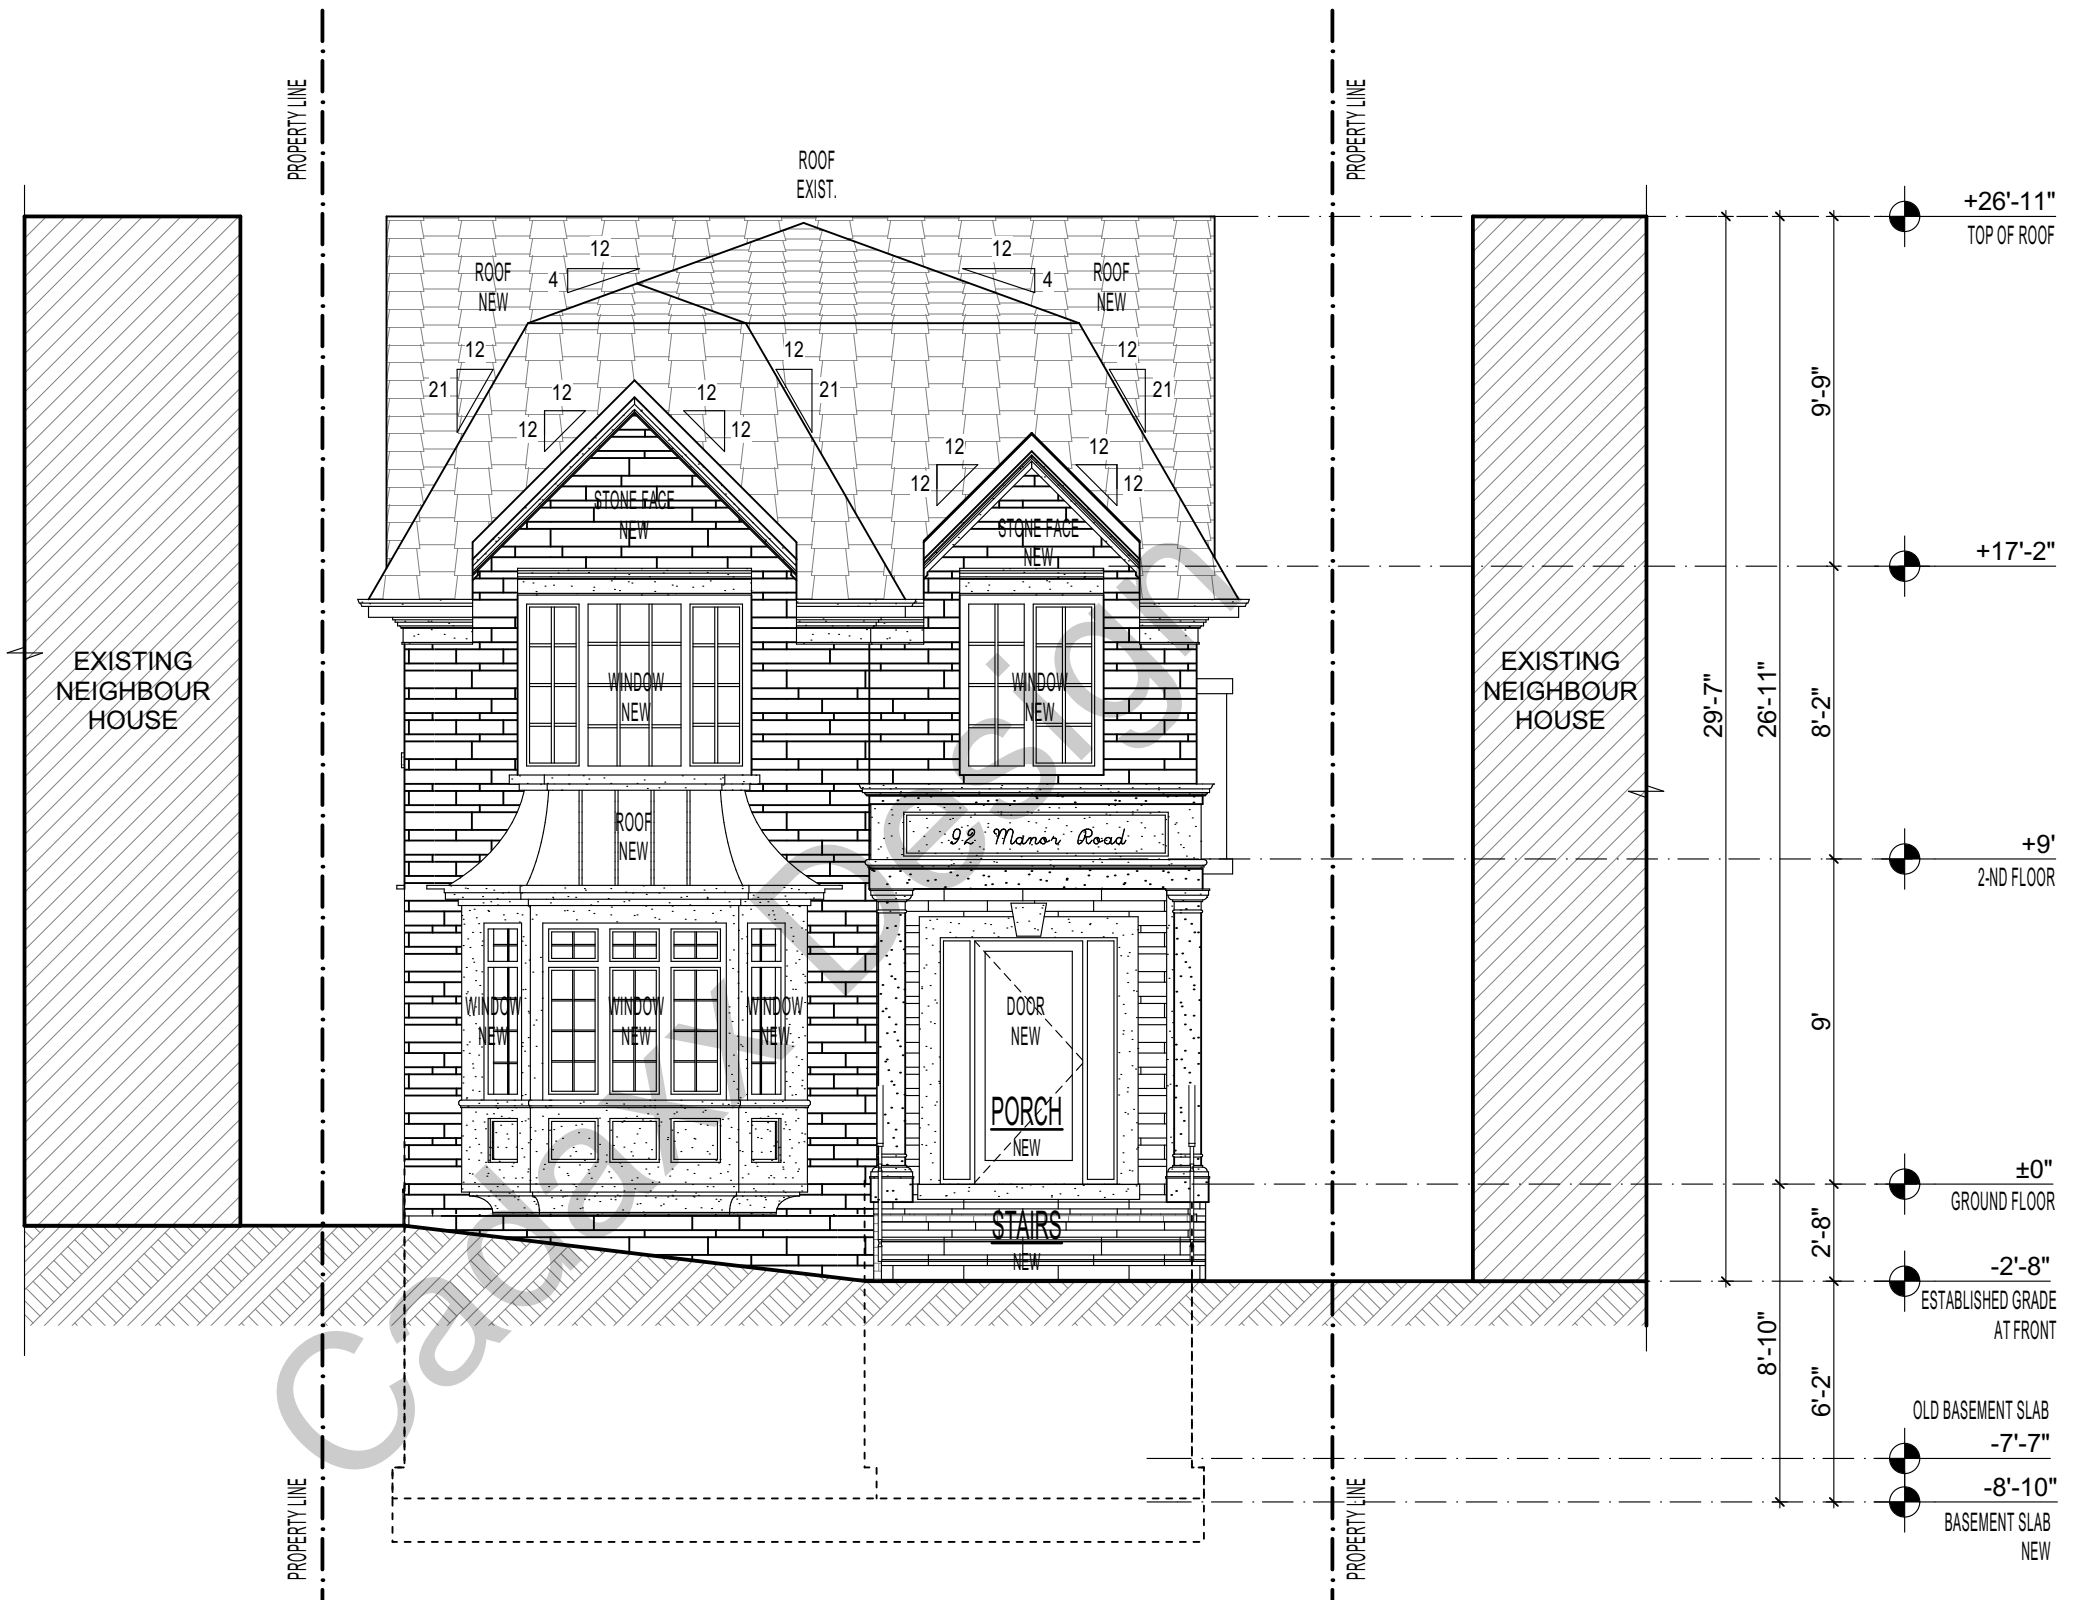 PROPERTY LINE
PROPERTY LINE
ROOF
EXIST.
+26'-11"
TOP OF ROOF
12
4
12
4
ROOF
NEW
ROOF
NEW
12
21
12
21
12
21
12
12
12
12
12
12
12
12
9'-9"
STONE FACE
NEW
STONE FACE
NEW
+17'-2"
EXISTING
NEIGHBOUR
HOUSE
EXISTING
NEIGHBOUR
HOUSE
WINDOW
NEW
WINDOW
NEW
29'-7"
26'-11"
8'-2"
ROOF
NEW
92 Manor Road
+9'
2-ND FLOOR
WINDOW
NEW
WINDOW
NEW
WINDOW
NEW
DOOR
NEW
9'
PORCH
NEW
±0"
GROUND FLOOR
STAIRS
NEW
2'-8"
-2'-8"
ESTABLISHED GRADE
AT FRONT
8'-10"
6'-2"
OLD BASEMENT SLAB
-7'-7"
-8'-10"
BASEMENT SLAB
NEW
PROPERTY LINE
PROPERTY LINE
Cadaxx Design